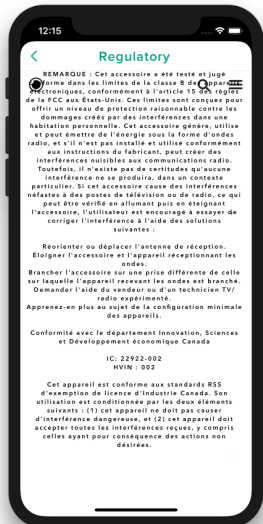 12:15
Regulatory
REMARQUE : Cet accessoire a été testé et jugé
forme dans les limites de la classe B de
électroniques, conformément à l'article 15 des règles
de la FCC aux États-Unis. Ces limites sont conçues pour
offrir un niveau de protection raisonnable contre les
dommages créés par des interférences dans une
habitation personnelle. Cet accessoire génère, utilise
et peut émettre de l'énergie sous la forme d'ondes
radio, et s'il n'est pas installé et utilisé conformément
aux instructions du fabricant, peut créer des
interférences nuisibles aux communications radio.
Toutefois, il n'existe pas de certitudes qu'aucune
interférence ne se produira, dans un contexte
particulier. Si cet accessoire cause des interférences
néfastes à des postes de télévision ou de radio, ce qui
peut être vérifié en allumant puis en éteignant
l'accessoire, l'utilisateur est encouragé à essayer de
corriger l'interférence à l'aide des solutions
suivantes :
Réorienter ou déplacer l'antenne de réception.
Éloigner l'accessoire et l'appareil réceptionnant les
ondes.
Brancher l'accessoire sur une prise différente de celle
sur laquelle l'appareil recevant les ondes est branché.
Demander l'aide du vendeur ou d'un technicien TV/
radio expérimenté.
Apprenez-en plus au sujet de la configuration minimale
des appareils.
Conformité avec le département Innovation, Sciences
et Développement économique Canada
IC: 22922-002
HVIN : 002
Cet appareil est conforme aux standards RSS
d'exemption de licence d'Industrie Canada. Son
utilisation est conditionnée par les deux éléments
suivants : (1) cet appareil ne doit pas causer
d'interférence dangereuse, et (2) cet appareil doit
accepter toutes les interférences reçues, y compris
celles ayant pour conséquence des actions non
désirées.